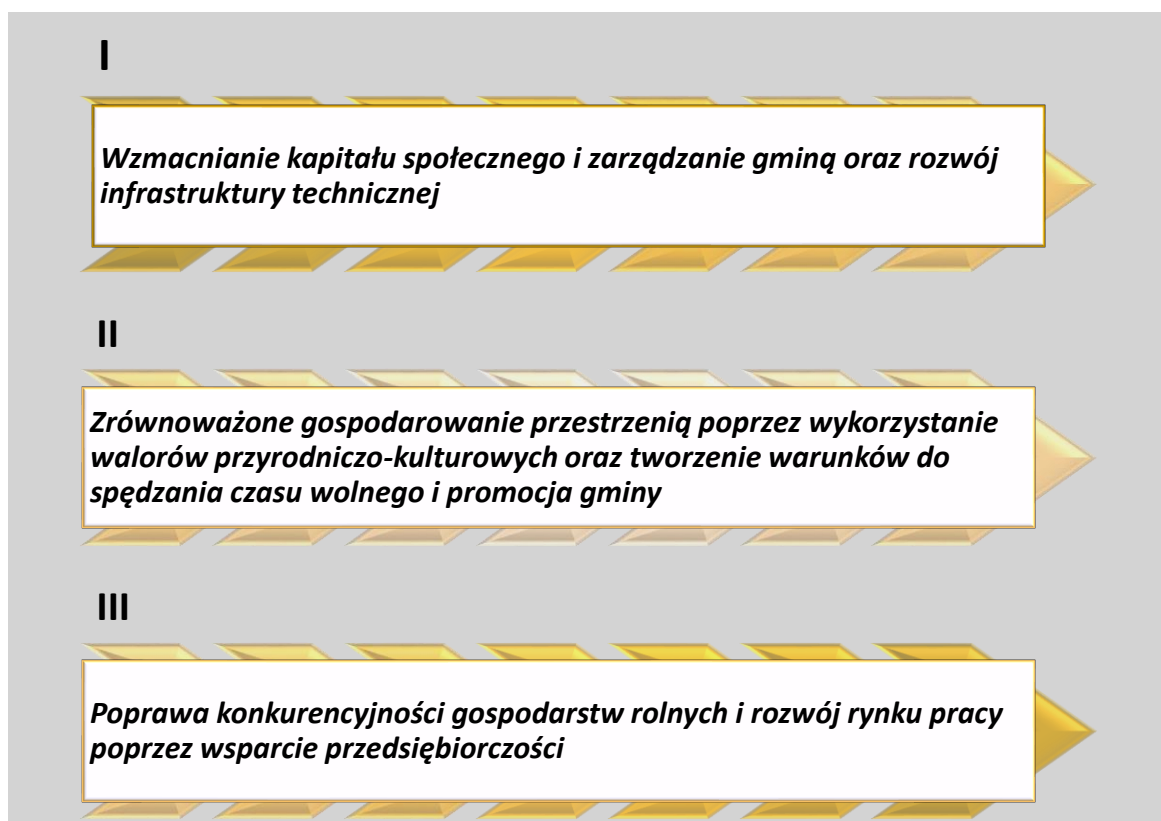 I
Wzmacnianie kapitału społecznego i zarządzanie gminą oraz rozwój
infrastruktury technicznej
II
Zrównoważone gospodarowanie przestrzenią poprzez wykorzystanie
walorów przyrodniczo-kulturowych oraz tworzenie warunków do
spędzania czasu wolnego i promocja gminy
III
Poprawa konkurencyjności gospodarstw rolnych i rozwój rynku pracy
poprzez wsparcie przedsiębiorczości